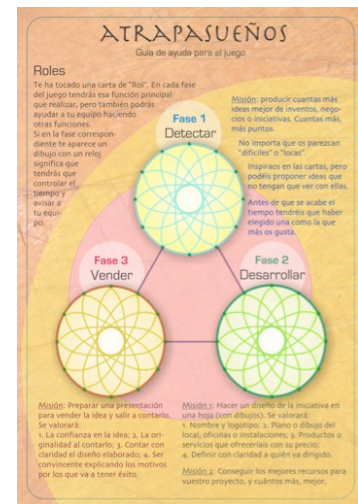 ATRAPASUEÑOS
Guía de ayuda para el juego
Roles
Te ha tocado una carta de "Rol". En cada fase
del juego tendrás esa función principal
que realizar, pero también podrás
ayudar a tu equipo haciendo
otras funciones.
Si en la fase correspon-
diente te aparece un
dibujo con un reloj
significa que
tendrás que
controlar el
tiempo y
avisar a
tu equi-
po.
Fase 1
Detectar
Misión: producir cuantas más
ideas mejor de inventos, nego-
cios o iniciativas. Cuantas más,
más puntos.
No importa que os parezcan
"difíciles" o "locas".
Inspiraos en las cartas, pero
podéis proponer ideas que
no tengan que ver con ellas.
Antes de que se acabe el
tiempo tendréis que haber
elegido una como la que
más os gusta.
Fase 3
Vender
Fase 2
Desarrollar
Misión: Preparar una presentación
para vender la idea y salir a contarlo.
Se valorará:
1. La confianza en la idea; 2. La ori-
ginalidad al contarlo; 3. Contar con
claridad el diseño elaborado; 4. Ser
convincente explicando los motivos
por los que va a tener éxito.
Misión 1: Hacer un diseño de la iniciativa en
una hoja (con dibujos). Se valorará:
1. Nombre y logotipo; 2. Plano o dibujo del
local, oficinas o instalaciones; 3. Productos o
servicios que ofreceríais con su precio;
4. Definir con claridad a quién va dirigido.
Misión 2: Conseguir los mejores recursos para
vuestro proyecto, y cuántos más, mejor.